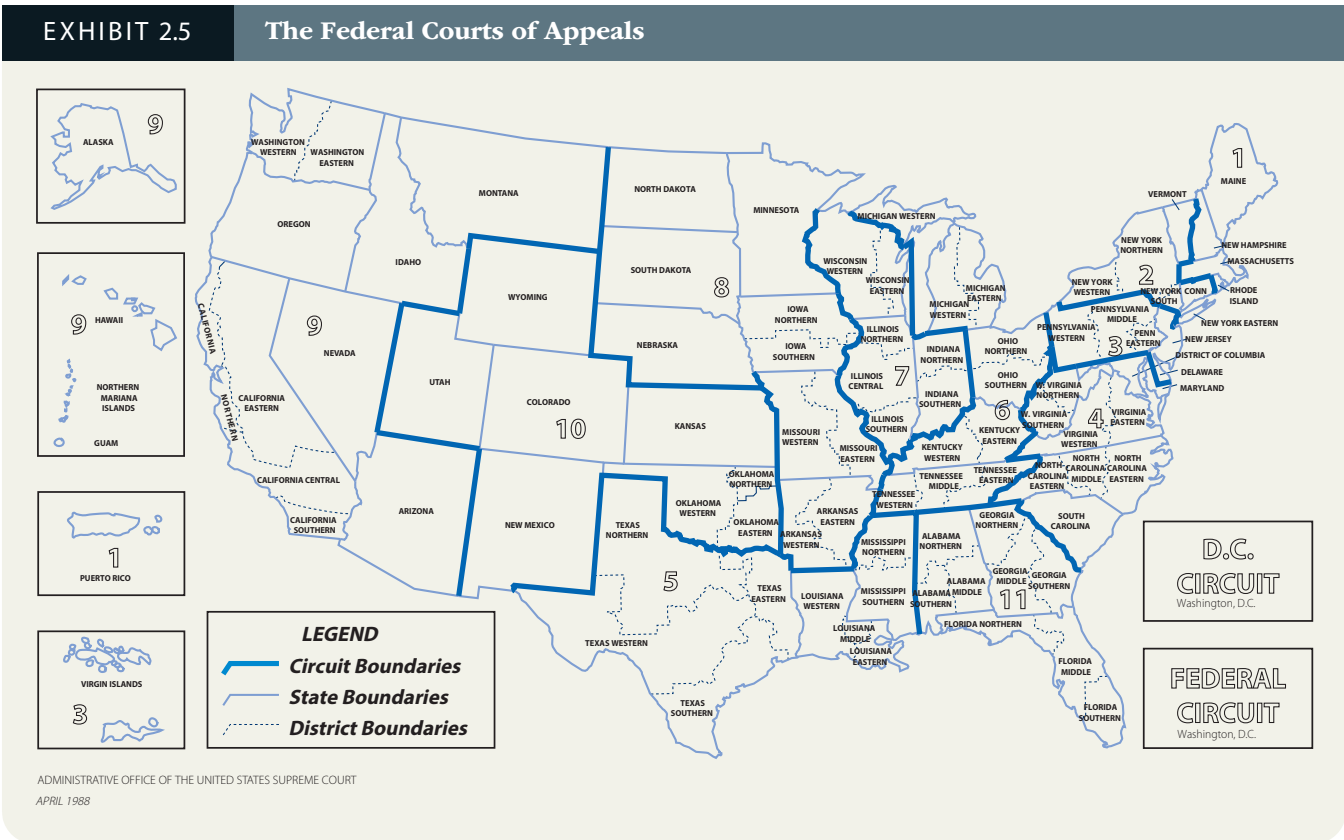 EXHIBIT 2.5
The Federal Courts of Appeals
9
ALASKA
9
HAWAII
NORTHERN
MARIANA
ISLANDS
GUAM
1
PUERTO RICO
VIRGIN ISLANDS
3
WASHINGTON
WESTERN
WASHINGTON
EASTERN
OREGON
IDAHO
MONTANA
WYOMING
9
NEVADA
UTAH
COLORADO
10
CALIFORNIA
NORTHERN
CALIFORNIA
EASTERN
CALIFORNIA CENTRAL
CALIFORNIA
SOUTHERN
ARIZONA
NEW MEXICO
NORTH DAKOTA
SOUTH DAKOTA
8
NEBRASKA
KANSAS
OKLAHOMA
NORTHERN
OKLAHOMA
WESTERN
OKLAHOMA
EASTERN
TEXAS
NORTHERN
5
TEXAS
EASTERN
TEXAS WESTERN
TEXAS
SOUTHERN
MINNESOTA
IOWA
NORTHERN
IOWA
SOUTHERN
MISSOURI
WESTERN
MISSOURI
EASTERN
ARKANSAS
EASTERN
ARKANSAS
WESTERN
LOUISIANA
WESTERN
LOUISIANA
MIDDLE
LOUISIANA
EASTERN
MICHIGAN WESTERN
WISCONSIN
WESTERN
WISCONSIN
EASTERN
MICHIGAN
EASTERN
MICHIGAN
WESTERN
ILLINOIS
NORTHERN
ILLINOIS
CENTRAL
7
ILLINOIS
SOUTHERN
INDIANA
NORTHERN
INDIANA
SOUTHERN
OHIO
NORTHERN
OHIO
SOUTHERN
6
KENTUCKY
EASTERN
KENTUCKY
WESTERN
TENNESSEE
WESTERN
TENNESSEE
MIDDLE
TENNESSEE
EASTERN
MISSISSIPPI
NORTHERN
MISSISSIPPI
SOUTHERN
ALABAMA
NORTHERN
ALABAMA
MIDDLE
ALABAMA
SOUTHERN
GEORGIA
NORTHERN
GEORGIA
MIDDLE
GEORGIA
SOUTHERN
11
FLORIDA NORTHERN
FLORIDA
MIDDLE
FLORIDA
SOUTHERN
SOUTH
CAROLINA
NORTH
CAROLINA
EASTERN
NORTH
CAROLINA
MIDDLE
NORTH
CAROLINA
EASTERN
W. VIRGINIA
NORTHERN
W. VIRGINIA
SOUTHERN
4
VIRGINIA
WESTERN
VIRGINIA
EASTERN
PENNSYLVANIA
WESTERN
PENNSYLVANIA
MIDDLE
PENN
EASTERN
3
NEW YORK
NORTHERN
2
NEW YORK
WESTERN
NEW YORK
SOUTH
CONN
VERMONT
1
MAINE
NEW HAMPSHIRE
MASSACHUSETTS
RHODE
ISLAND
NEW YORK EASTERN
NEW JERSEY
DISTRICT OF COLUMBIA
DELAWARE
MARYLAND
D.C.
CIRCUIT
Washington, D.C.
FEDERAL
CIRCUIT
Washington, D.C.
LEGEND
Circuit Boundaries
State Boundaries
District Boundaries
ADMINISTRATIVE OFFICE OF THE UNITED STATES SUPREME COURT
APRIL 1988